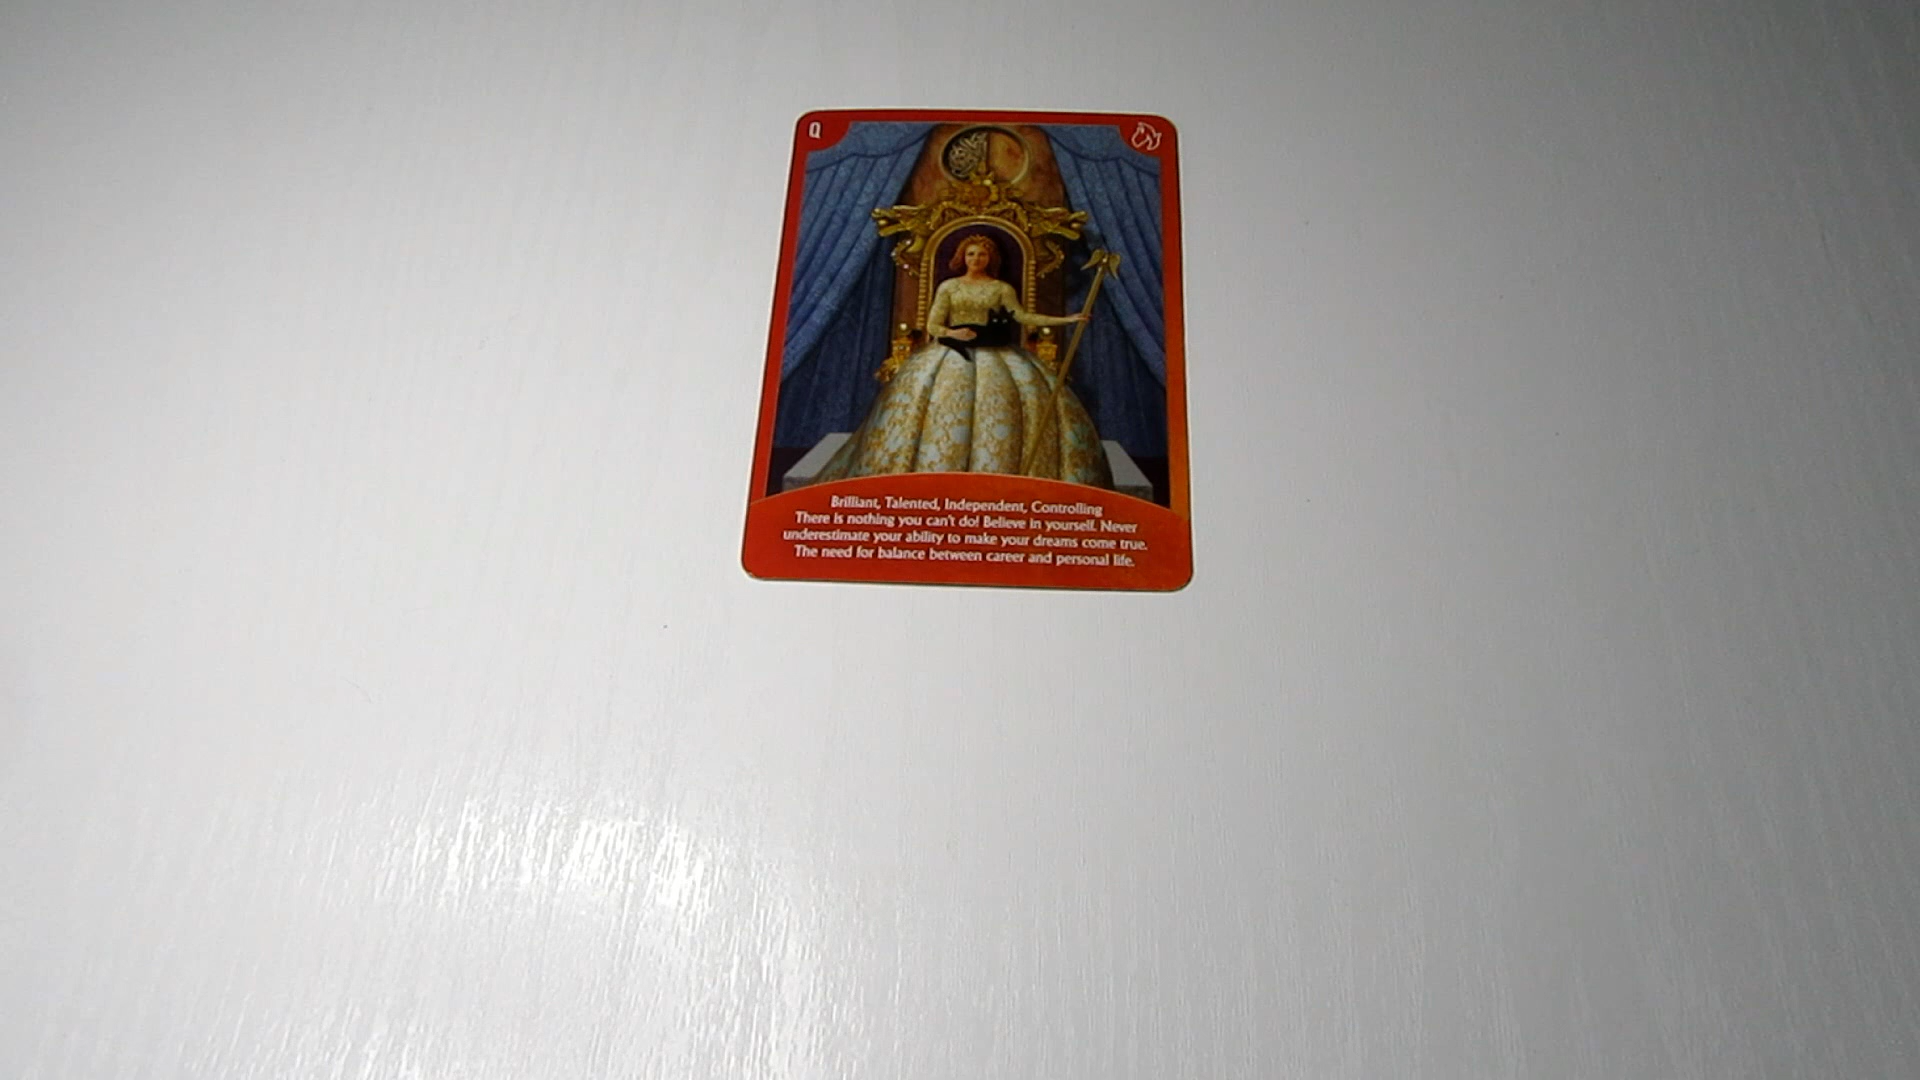 Q
Brilliant, Talented, Independent, Controlling
There is nothing you can't do! Believe in yourself. Never
underestimate your ability to make your dreams come true.
The need for balance between career and personal life.